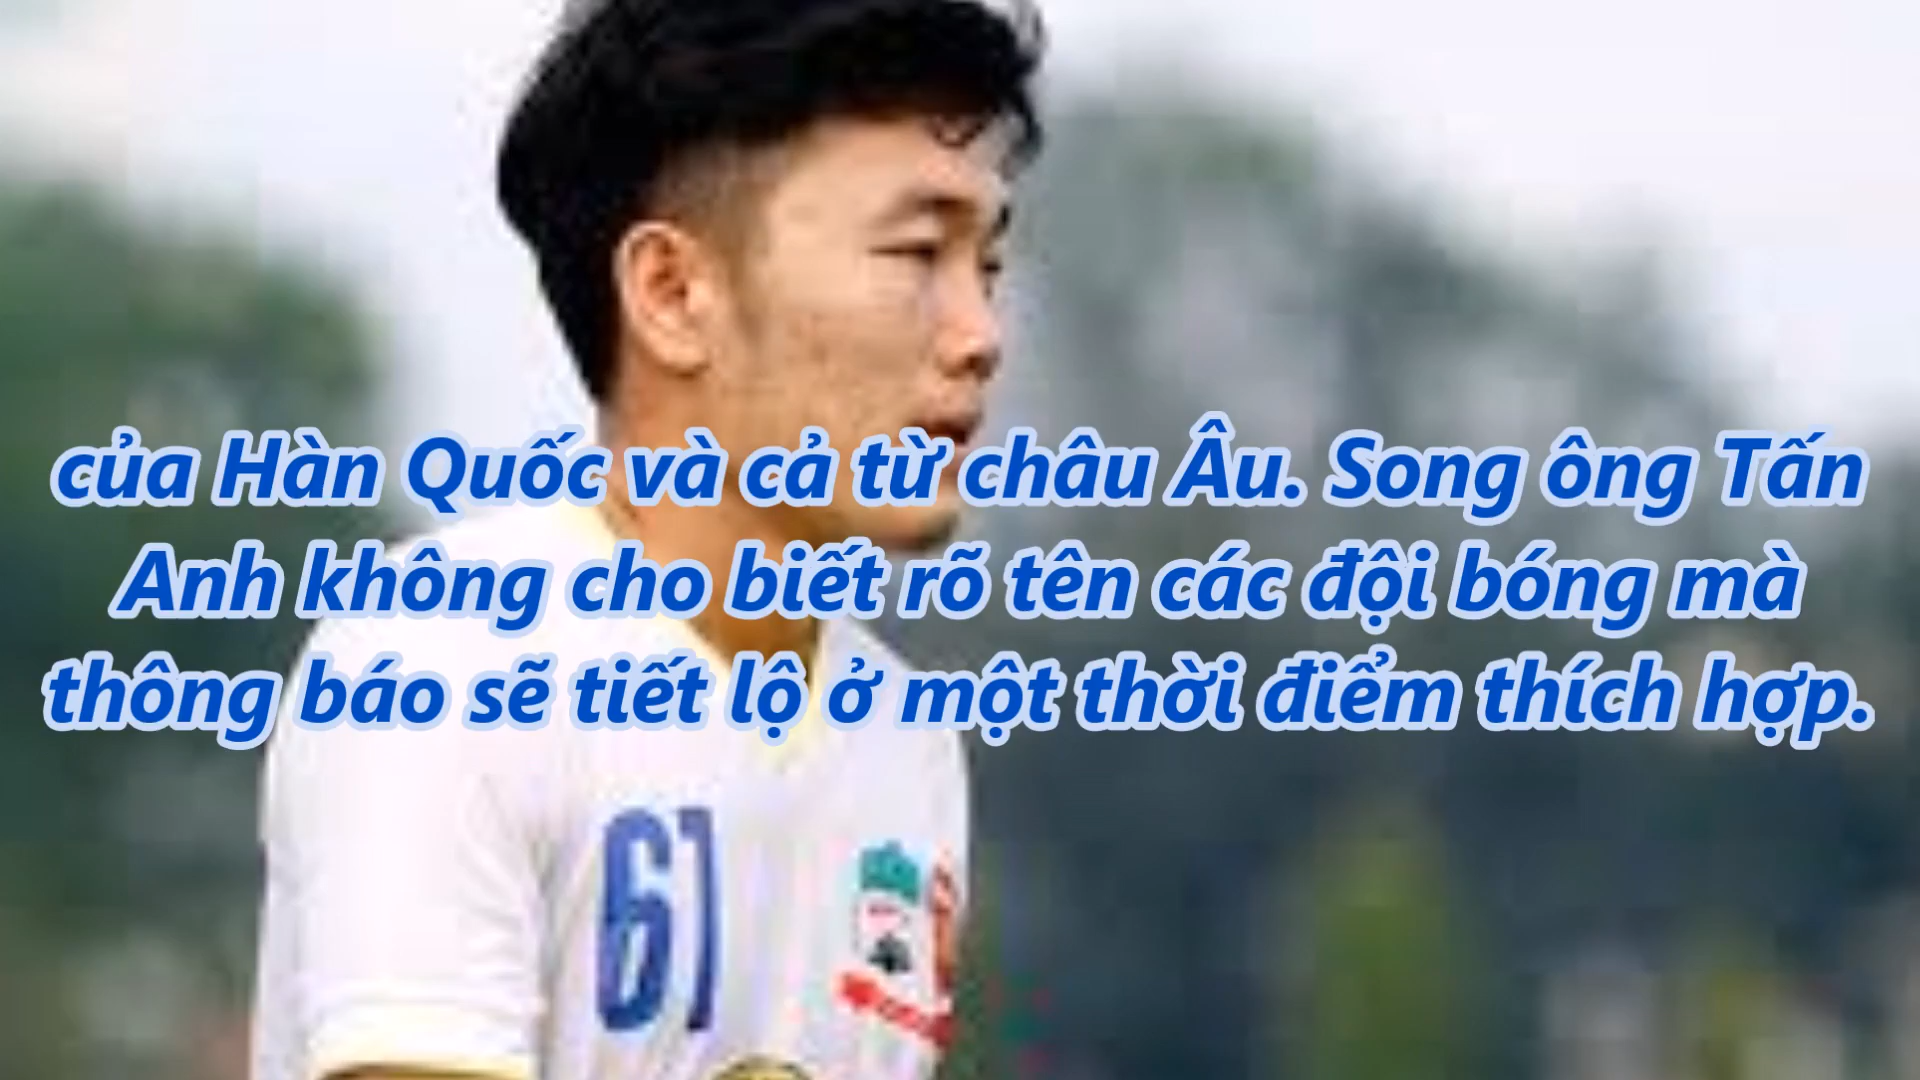 của Hàn Quốc và cả từ châu Âu. Song ông Tấn
Anh không cho biết rõ tên các đội bóng mà
thông báo sẽ tiết lộ ở một thời điểm thích hợp.
61